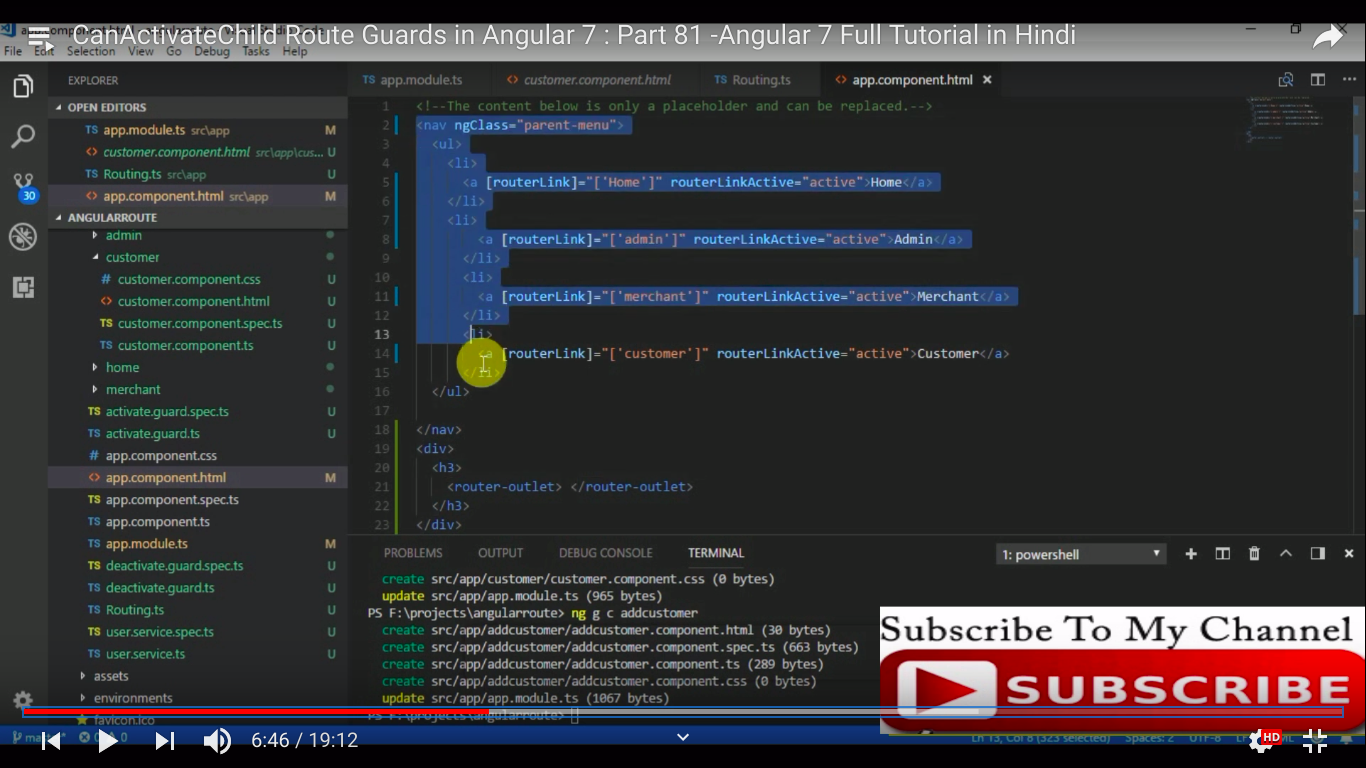 CanActivateChild Route Guards in Angular 7 : Part 81 -Angular 7 Full Tutorial in Hindi
File Edit Selection View Go Debug Tasks Help
EXPLORER
OPEN EDITORS
TS app.module.ts src\app M
<> customer.component.html src\app\cus... U
TS Routing.ts src\app U
<> app.component.html src\app M
30
ANGULARROUTE
admin
customer
# customer.component.css U
<> customer.component.html U
TS customer.component.spec.ts U
TS customer.component.ts U
home
merchant
TS activate.guard.spec.ts U
TS activate.guard.ts U
# app.component.css
<> app.component.html M
TS app.component.spec.ts
TS app.component.ts
TS app.module.ts M
TS deactivate.guard.spec.ts U
TS deactivate.guard.ts U
TS Routing.ts U
TS user.service.spec.ts U
TS user.service.ts U
assets
environments
favicon.ico
TS app.module.ts <> customer.component.html TS Routing.ts <> app.component.html ×
1 <!--The content below is only a placeholder and can be replaced.-->
2 <nav ngClass="parent-menu">
3 <ul>
4 <li>
5 <a [routerLink]="['Home']" routerLinkActive="active">Home</a>
6 </li>
7 <li>
8 <a [routerLink]="['admin']" routerLinkActive="active">Admin</a>
9 </li>
10 <li>
11 <a [routerLink]="['merchant']" routerLinkActive="active">Merchant</a>
12 </li>
13 <li>
14 <a [routerLink]="['customer']" routerLinkActive="active">Customer</a>
15 </li>
16 </ul>
17
18 </nav>
19 <div>
20 <h3>
21 <router-outlet> </router-outlet>
22 </h3>
23 </div>
PROBLEMS OUTPUT DEBUG CONSOLE TERMINAL 1: powershell
create src/app/customer/customer.component.css (0 bytes)
update src/app/app.module.ts (965 bytes)
PS F:\projects\angularroute> ng g c addcustomer
create src/app/addcustomer/addcustomer.component.html (30 bytes)
create src/app/addcustomer/addcustomer.component.spec.ts (663 bytes)
create src/app/addcustomer/addcustomer.component.ts (289 bytes)
create src/app/addcustomer/addcustomer.component.css (0 bytes)
update src/app/app.module.ts (1067 bytes)
PS F:\projects\angularroute>
Subscribe To My Channel
SUBSCRIBE
6:46 / 19:12
Ln 13, Col 8 (323 selected) Spaces: 2 UTF-8
HD